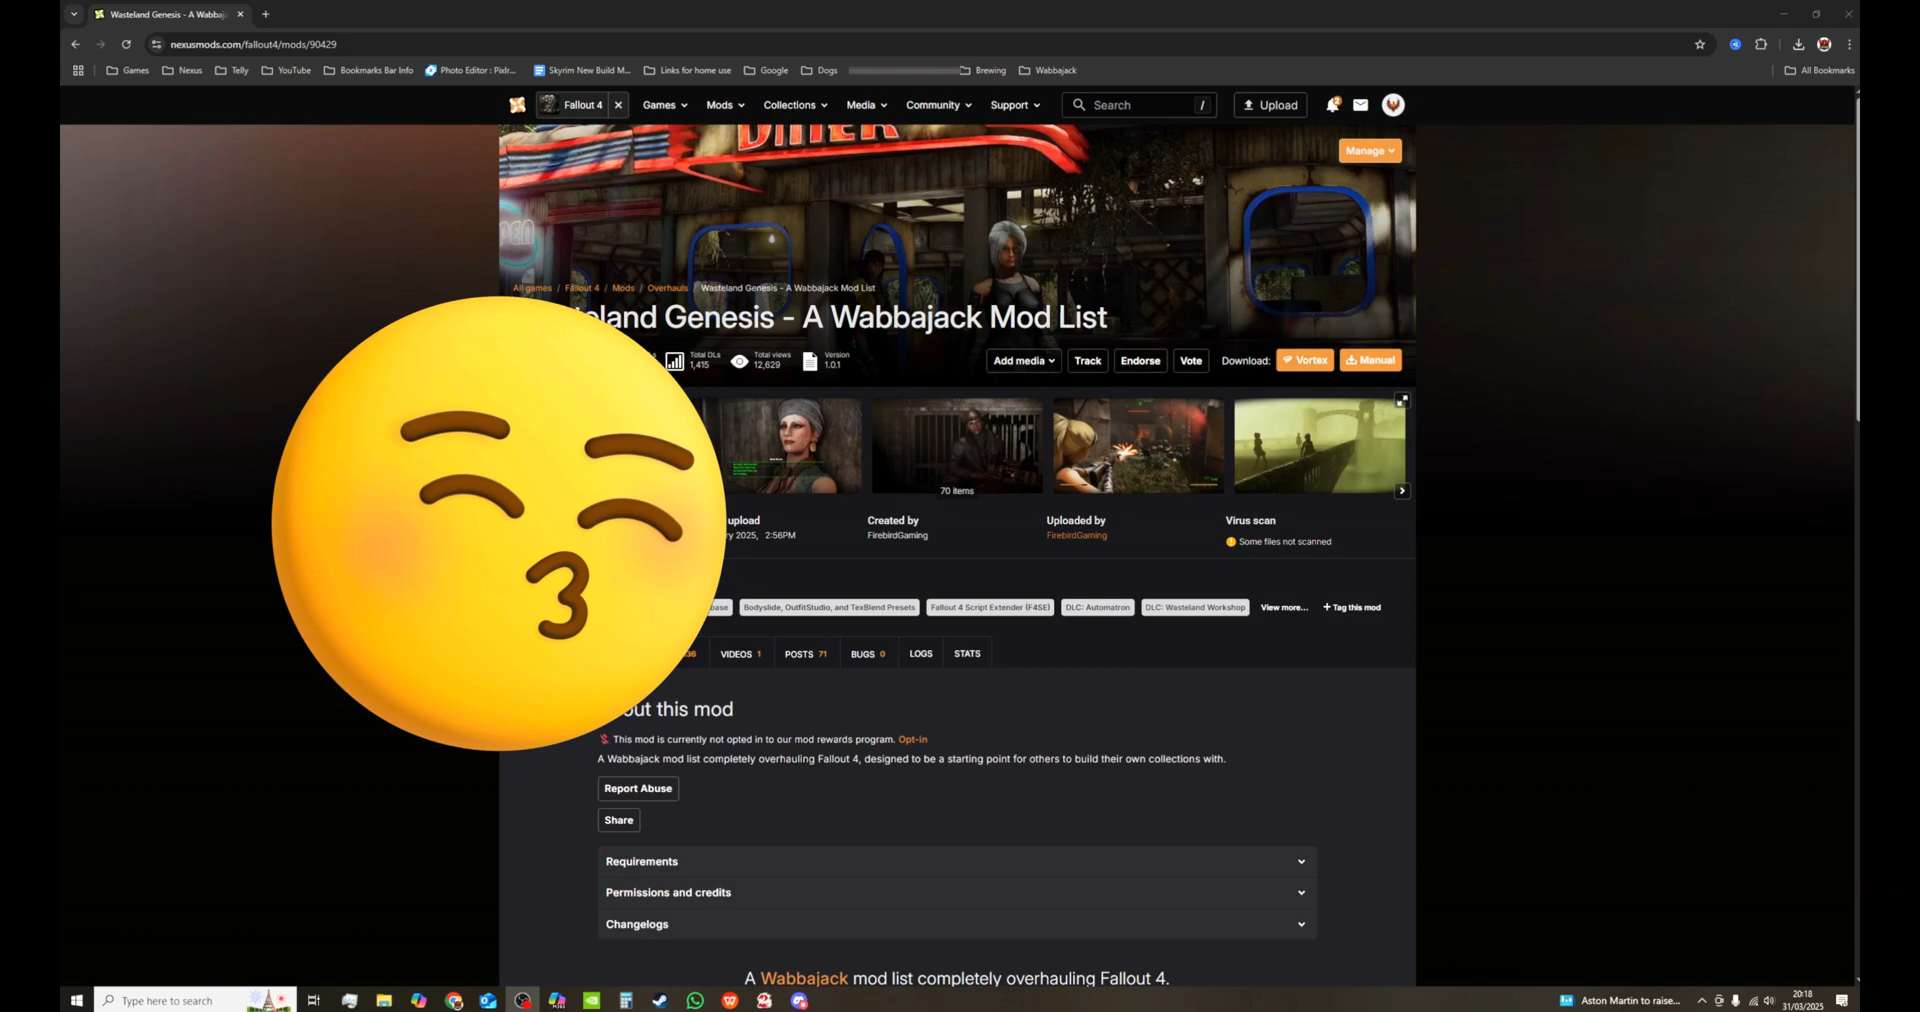 Wasteland Genesis - A Wabbaj
nexusmods.com/fallout4/mods/90429
Games Nexus Telly YouTube Bookmarks Bar Info Photo Editor : Pixlr... Skyrim New Build M... Links for home use Google Dogs Brewing Wabbajack All Bookmarks
Fallout 4 Games Mods Collections Media Community Support Search / Upload
DINER
Manage
OPEN
All games / Fallout 4 / Mods / Overhauls / Wasteland Genesis - A Wabbajack Mod List
land Genesis - A Wabbajack Mod List
Total DLs Total views Version
1,415 12,629 1.0.1
Add media Track Endorse Vote Download: Vortex Manual
70 items
upload Created by Uploaded by Virus scan
ry 2025, 2:56PM FirebirdGaming FirebirdGaming Some files not scanned
base Bodyslide, OutfitStudio, and TexBlend Presets Fallout 4 Script Extender (F4SE) DLC: Automatron DLC: Wasteland Workshop View more... + Tag this mod
36 VIDEOS 1 POSTS 71 BUGS 0 LOGS STATS
out this mod
This mod is currently not opted in to our mod rewards program. Opt-in
A Wabbajack mod list completely overhauling Fallout 4, designed to be a starting point for others to build their own collections with.
Report Abuse
Share
Requirements
Permissions and credits
Changelogs
A Wabbajack mod list completely overhauling Fallout 4.
Type here to search
Aston Martin to raise...
20:18
31/03/2025